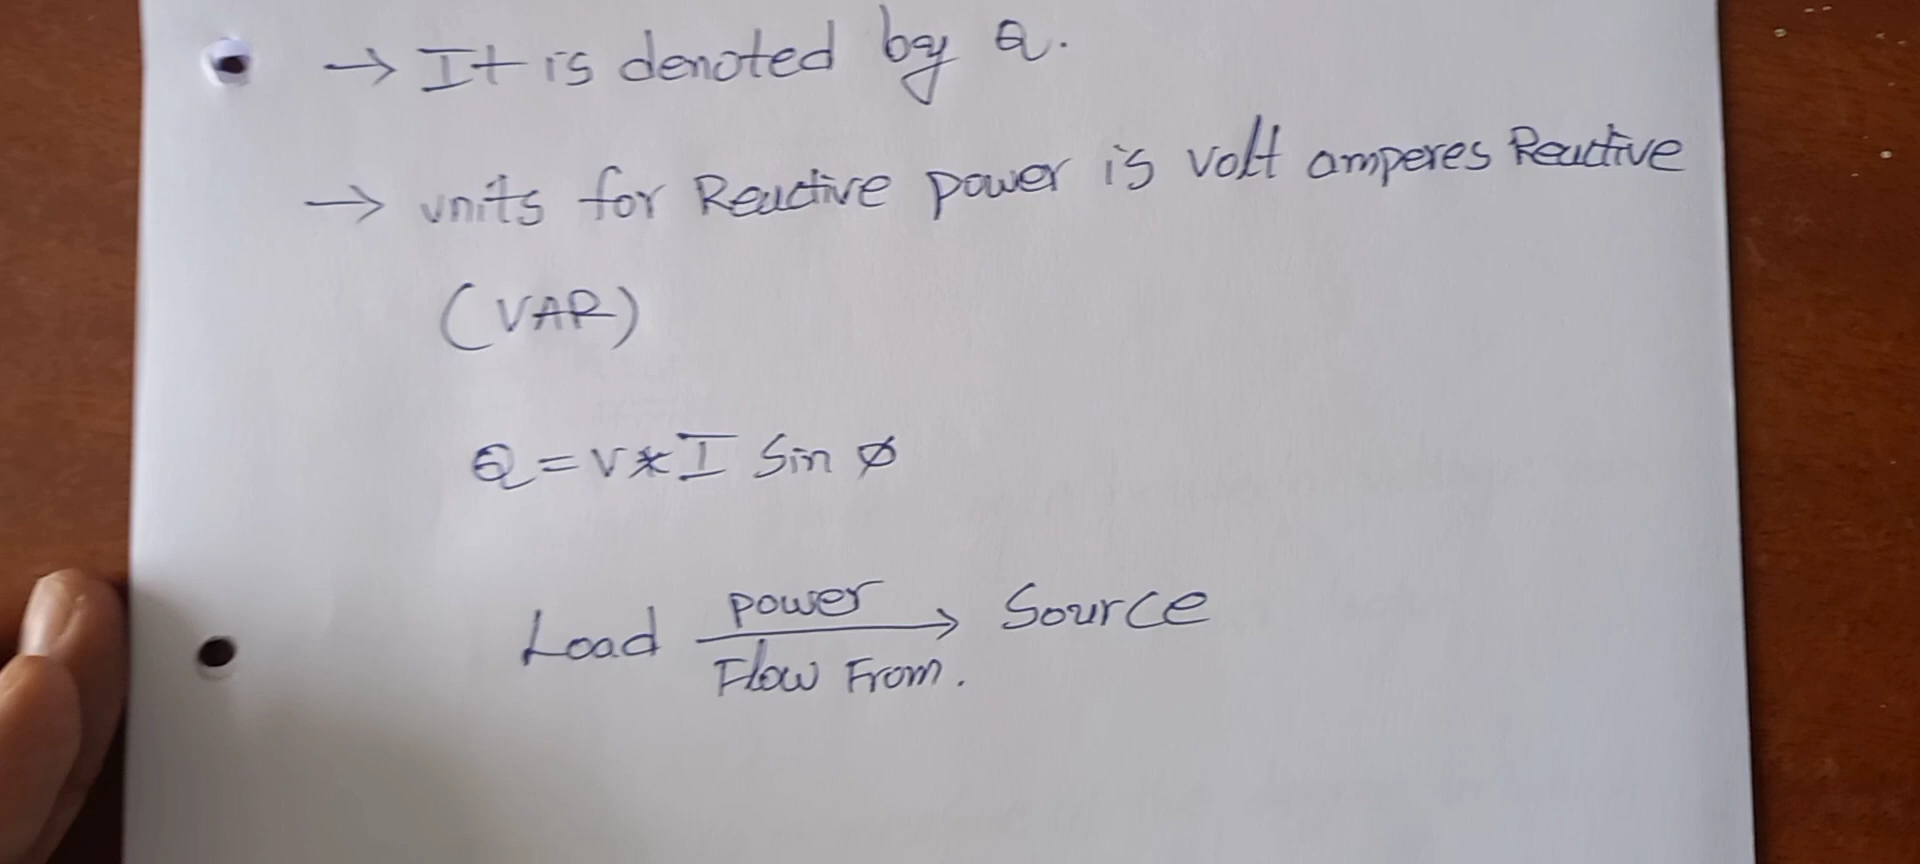 → It is denoted by Q.
→ units for Reactive power is volt amperes Reactive
(VAR)
Q = V * I Sin ø
Load power → Source
Flow From.